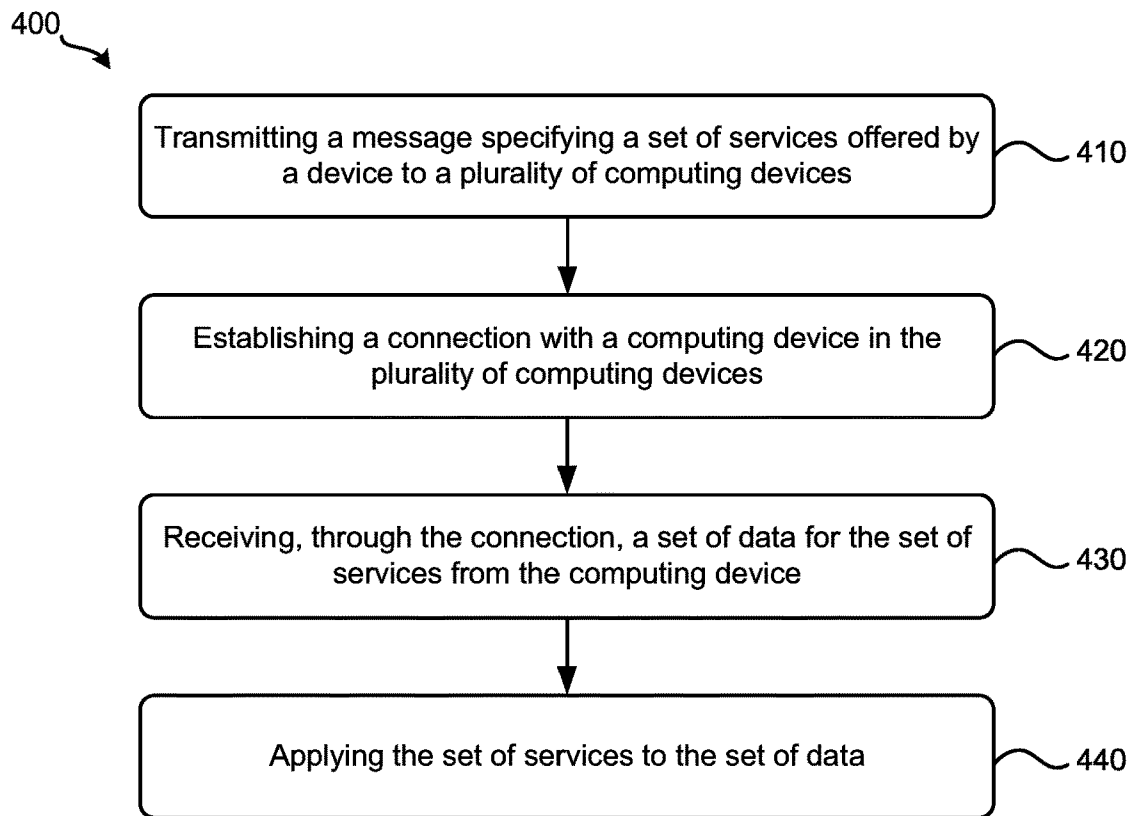 400
Transmitting a message specifying a set of services offered by
a device to a plurality of computing devices
410
Establishing a connection with a computing device in the
plurality of computing devices
420
Receiving, through the connection, a set of data for the set of
services from the computing device
430
Applying the set of services to the set of data
440